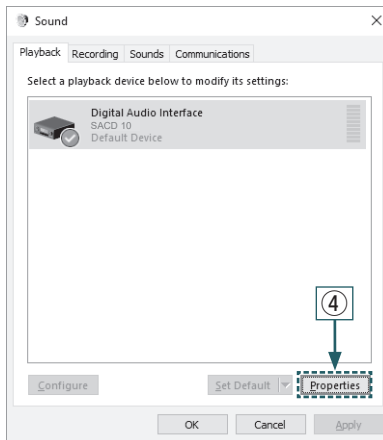 Sound
Playback Recording Sounds Communications
Select a playback device below to modify its settings:
Digital Audio Interface
SACD 10
Default Device
④
Configure Set Default Properties
OK Cancel Apply